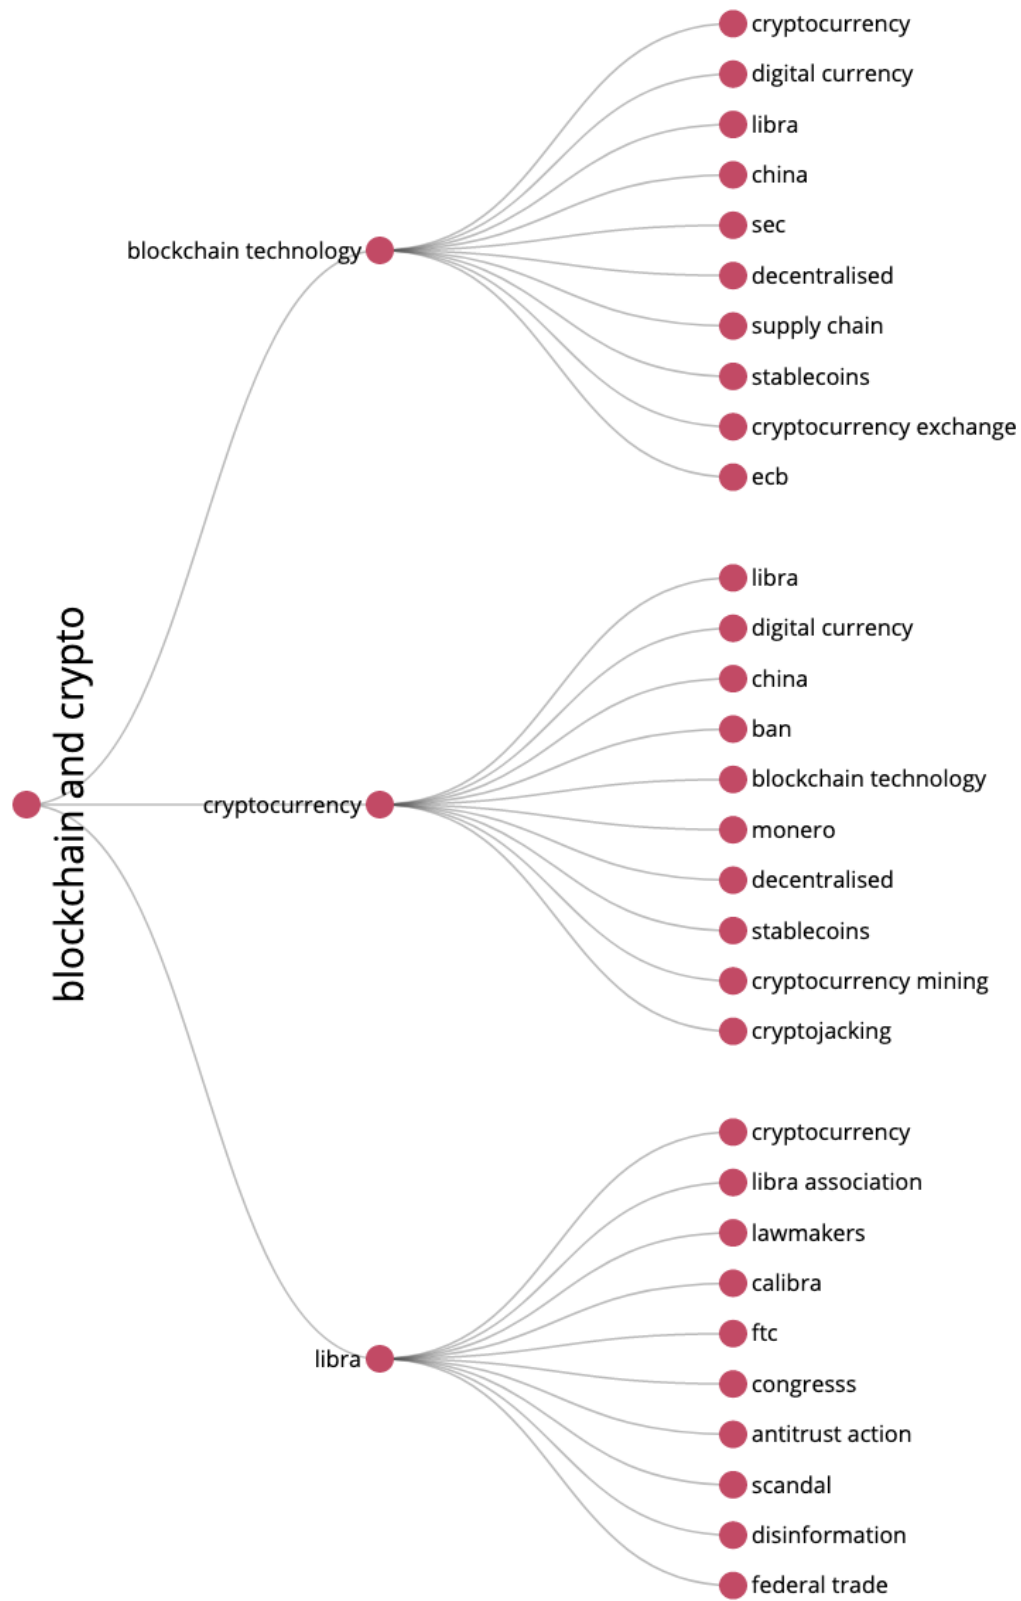 blockchain and crypto
blockchain technology
cryptocurrency
digital currency
libra
china
sec
decentralised
supply chain
stablecoins
cryptocurrency exchange
ecb
cryptocurrency
libra
digital currency
china
ban
blockchain technology
monero
decentralised
stablecoins
cryptocurrency mining
cryptojacking
libra
cryptocurrency
libra association
lawmakers
calibra
ftc
congresss
antitrust action
scandal
disinformation
federal trade